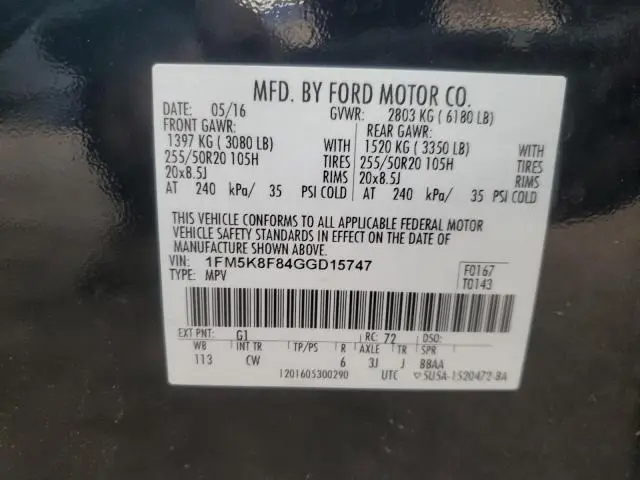 MFD. BY FORD MOTOR CO.
DATE: 05/16 GVWR: 2803 KG ( 6180 LB)
FRONT GAWR: REAR GAWR:
1397 KG ( 3080 LB) WITH 1520 KG ( 3350 LB) WITH
255/50R20 105H TIRES 255/50R20 105H TIRES
20x8.5J RIMS 20x8.5J RIMS
AT 240 kPa/ 35 PSI COLD AT 240 kPa/ 35 PSI COLD
THIS VEHICLE CONFORMS TO ALL APPLICABLE FEDERAL MOTOR
VEHICLE SAFETY STANDARDS IN EFFECT ON THE DATE OF
MANUFACTURE SHOWN ABOVE.
VIN: 1FM5K8F84GGD15747 F0167
TYPE: MPV T0143
EXT PNT: G1 RC: 72 DSO:
WB INT TR TP/PS R AXLE TR SPR
113 CW 6 3J J BBAA
I201605300290 UTC ▽5U5A-1520472-BA